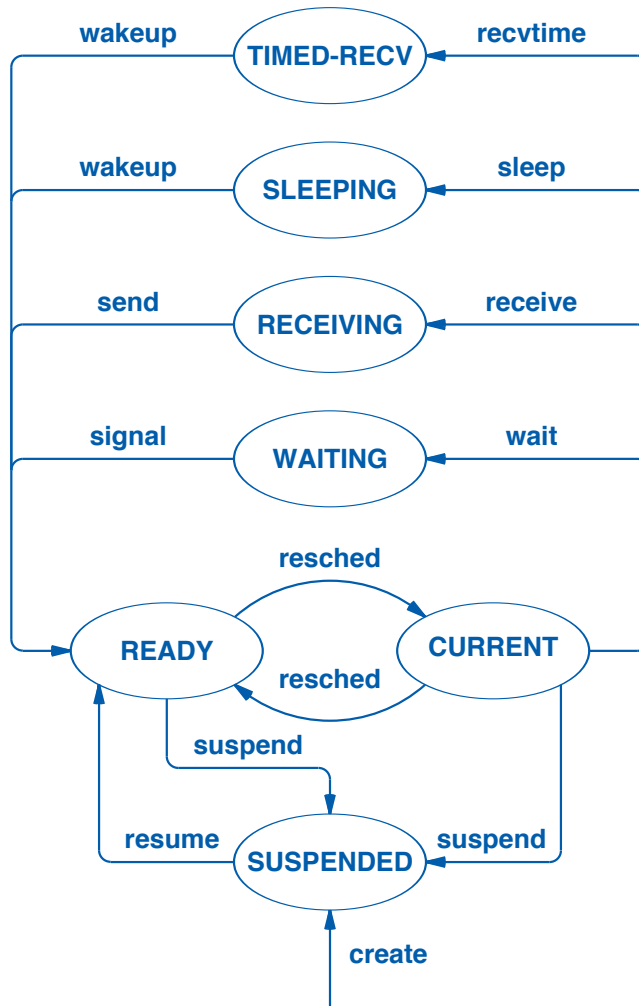 wakeup
TIMED-RECV
recvtime
wakeup
SLEEPING
sleep
send
RECEIVING
receive
signal
WAITING
wait
resched
READY
CURRENT
resched
suspend
resume
SUSPENDED
suspend
create